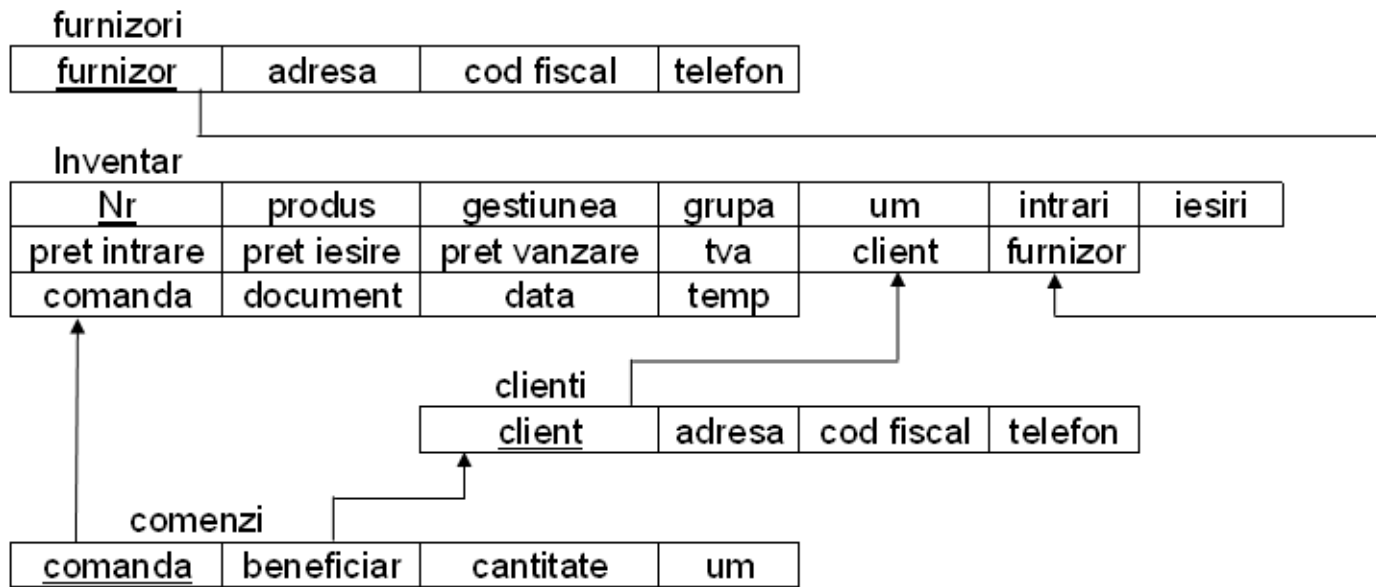 furnizori
furnizor adresa cod fiscal telefon
Inventar
Nr produs gestiunea grupa um intrari iesiri
pret intrare pret iesire pret vanzare tva client furnizor
comanda document data temp
clienti
client adresa cod fiscal telefon
comenzi
comanda beneficiar cantitate um